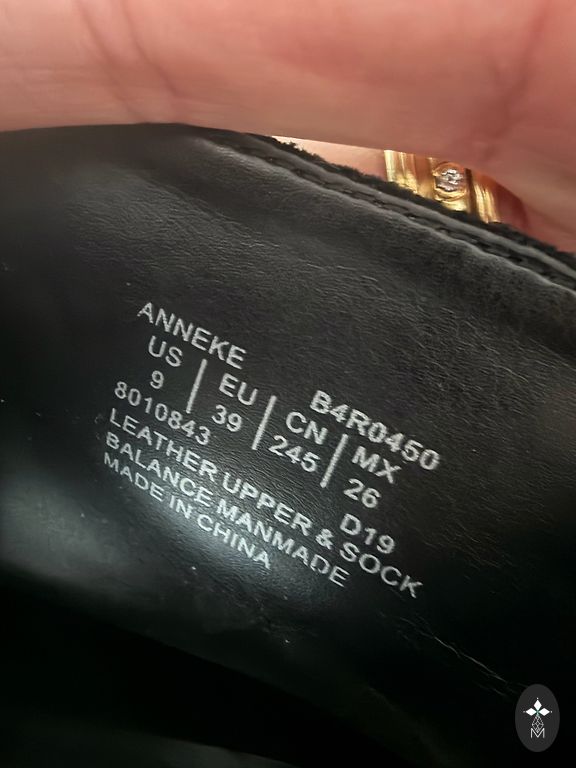 ANNEKE B4R0450
US | EU | CN | MX
9 | 39 | 245 | 26
8010843 D19
LEATHER UPPER & SOCK
BALANCE MANMADE
MADE IN CHINA
M